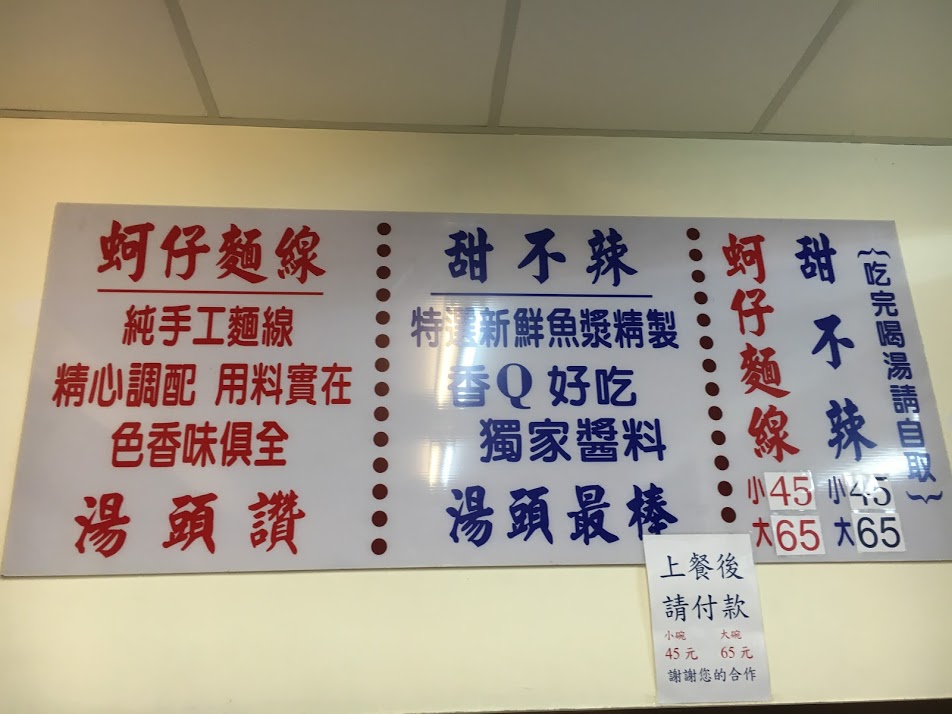 蚵仔麵線
純手工麵線
精心調配 用料實在
色香味俱全
湯頭讚
甜不辣
特選新鮮魚漿精製
香Q好吃
獨家醬料
湯頭最棒
蚵仔麵線
小45
大65
甜不辣
小45
大65
{吃完喝湯請自取}
上餐後
請付款
小碗 大碗
45元 65元
謝謝您的合作